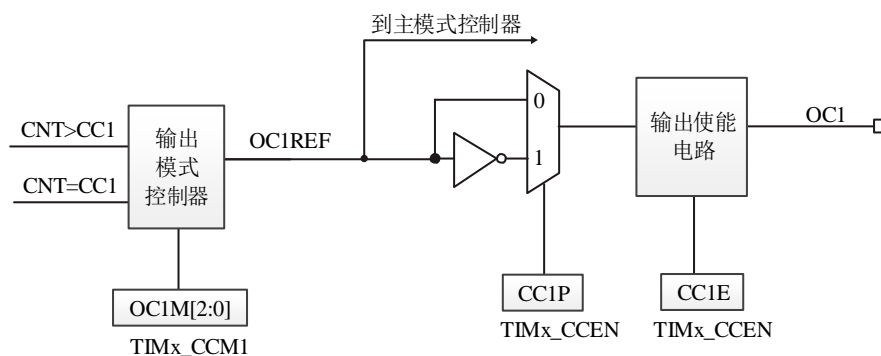 到主模式控制器
CNT>CC1
CNT=CC1
输出
模式
控制器
OC1REF
0
1
输出使能
电路
OC1
OC1M[2:0]
TIMx_CCM1
CC1P
TIMx_CCEN
CC1E
TIMx_CCEN